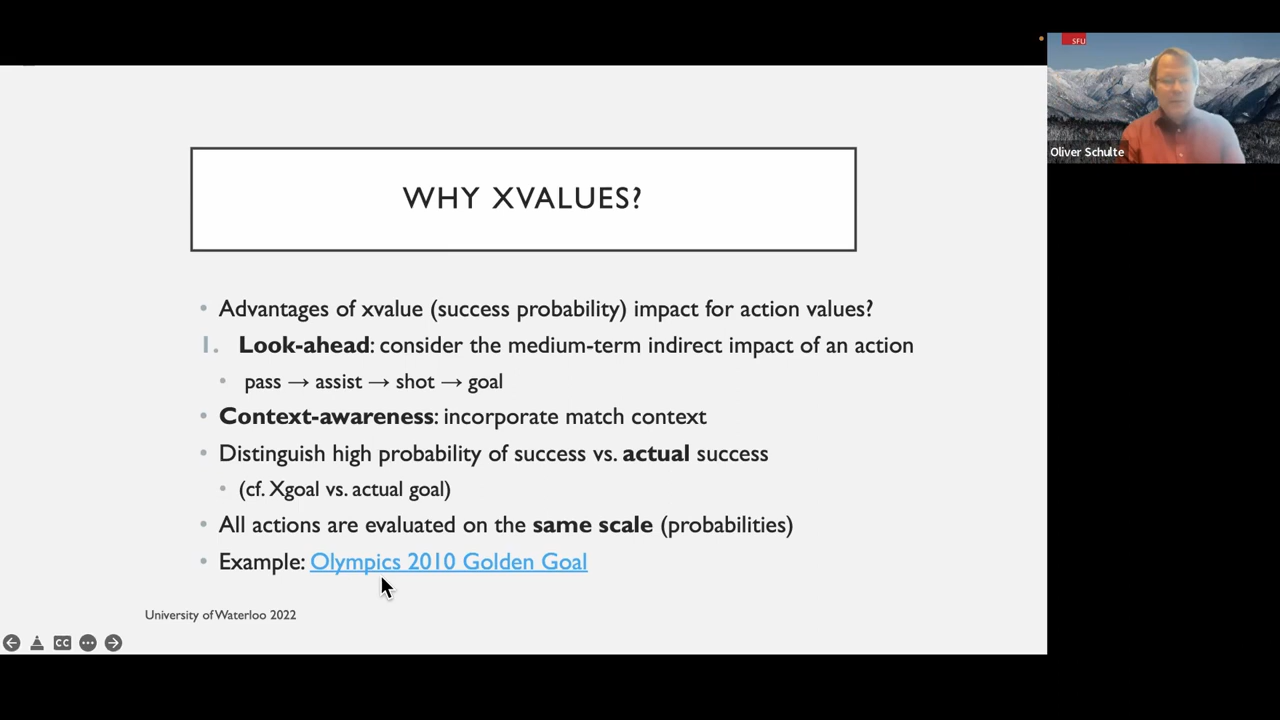 SFU
Oliver Schulte
WHY XVALUES?
• Advantages of xvalue (success probability) impact for action values?
1. Look-ahead: consider the medium-term indirect impact of an action
• pass → assist → shot → goal
• Context-awareness: incorporate match context
• Distinguish high probability of success vs. actual success
• (cf. Xgoal vs. actual goal)
• All actions are evaluated on the same scale (probabilities)
• Example: Olympics 2010 Golden Goal
University of Waterloo 2022
CC